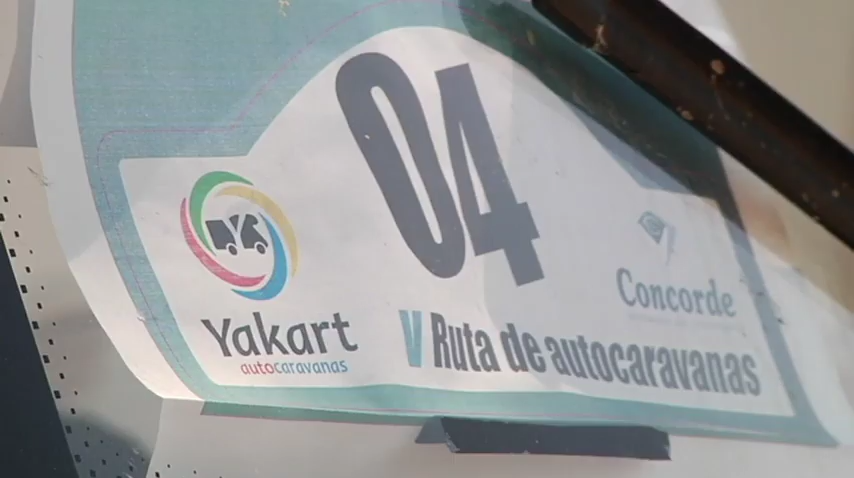 04
Yakart
autocaravanas
Concorde
V Ruta de autocaravanas